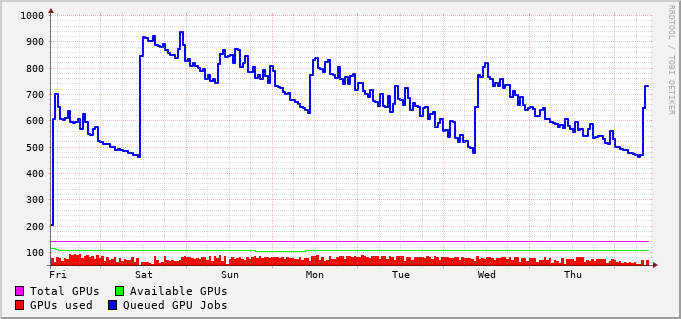 1000
900
800
700
600
500
400
300
200
100
Fri Sat Sun Mon Tue Wed Thu
Total GPUs Available GPUs
GPUs used Queued GPU Jobs
RRDTOOL / TOBI OETIKER